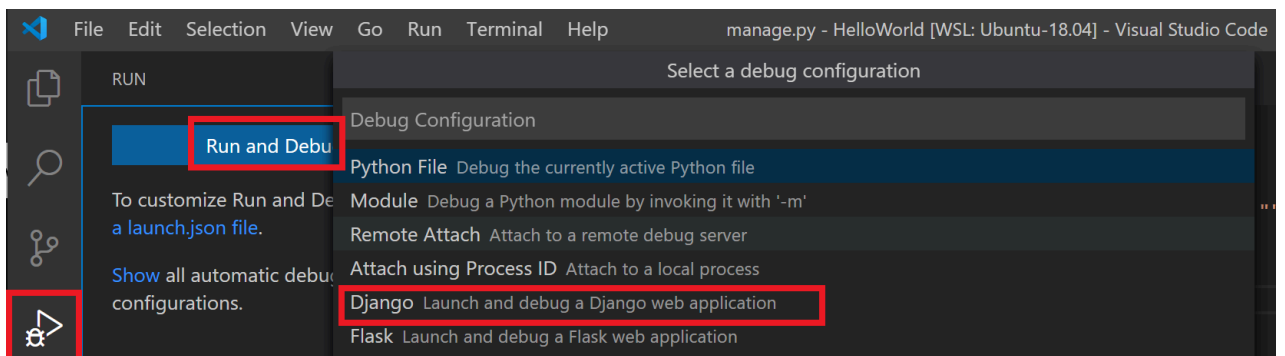 File Edit Selection View Go Run Terminal Help manage.py - HelloWorld [WSL: Ubuntu-18.04] - Visual Studio Code
RUN
Select a debug configuration
Debug Configuration
Run and Debu
Python File Debug the currently active Python file
To customize Run and De
Module Debug a Python module by invoking it with '-m'
a launch.json file.
Remote Attach Attach to a remote debug server
Show all automatic debug
Attach using Process ID Attach to a local process
configurations.
Django Launch and debug a Django web application
Flask Launch and debug a Flask web application
""